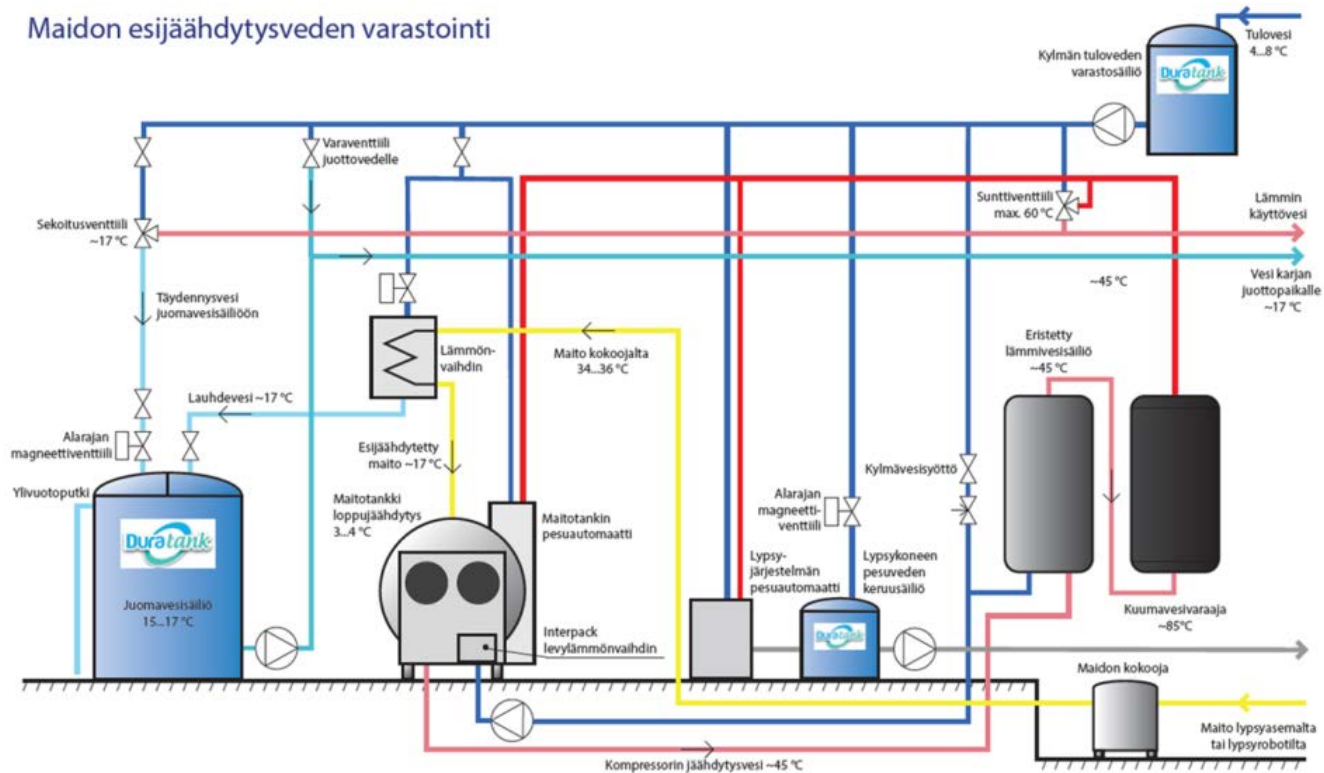 Maidon esijäähdytysveden varastointi
Tulovesi
4...8 °C
Kylmän tuloveden
varastosäiliö
Duratank
Varaventtiili
juottovedelle
Sekoitusventtiili
~17 °C
Sunttiventtiili
max. 60 °C
Lämmin
käyttövesi
Vesi karjan
juottopaikalle
~17 °C
~45 °C
Täydennysvesi
juomavesisäiliöön
Lämmön-
vaihdin
Maito kokoojalta
34...36 °C
Eristetty
lämmivesisäiliö
~45 °C
Lauhdevesi ~17 °C
Alarajan
magneettiventtiili
Esijäähdytetty
maito ~17 °C
Kylmävesisyöttö
Ylivuotoputki
Maitotankki
loppujäähdytys
3...4 °C
Maitotankin
pesuautomaatti
Alarajan
magneetti-
venttiili
Duratank
Juomavesisäiliö
15...17 °C
Lypsy-
järjestelmän
pesuautomaatti
Lypsykoneen
pesuveden
keruusäiliö
Duratank
Kuumavesivaraaja
~85°C
Interpack
levylämmönvaihdin
Maidon kokooja
Maito lypsyasemalta
tai lypsyrobotilta
Kompressorin jäähdytysvesi ~45 °C